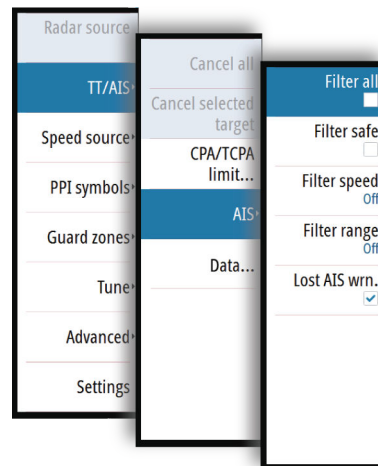 Radar source
TT/AIS
Speed source
PPI symbols
Guard zones
Tune
Advanced
Settings
Cancel all
Cancel selected
target
CPA/TCPA
limit...
AIS
Data...
Filter all
Filter safe
Filter speed
Off
Filter range
Off
Lost AIS wrn.